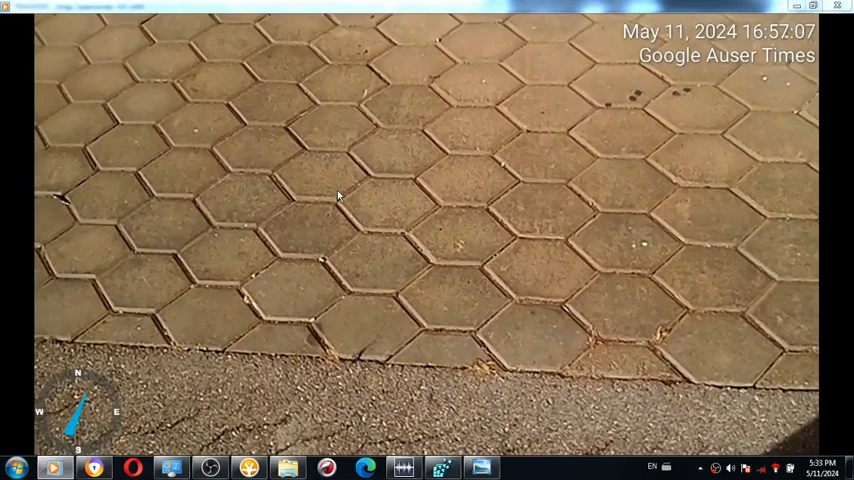 May 11, 2024 16:57:07
Google Auser Times
N
W
E
S
EN
5:33 PM
5/11/2024